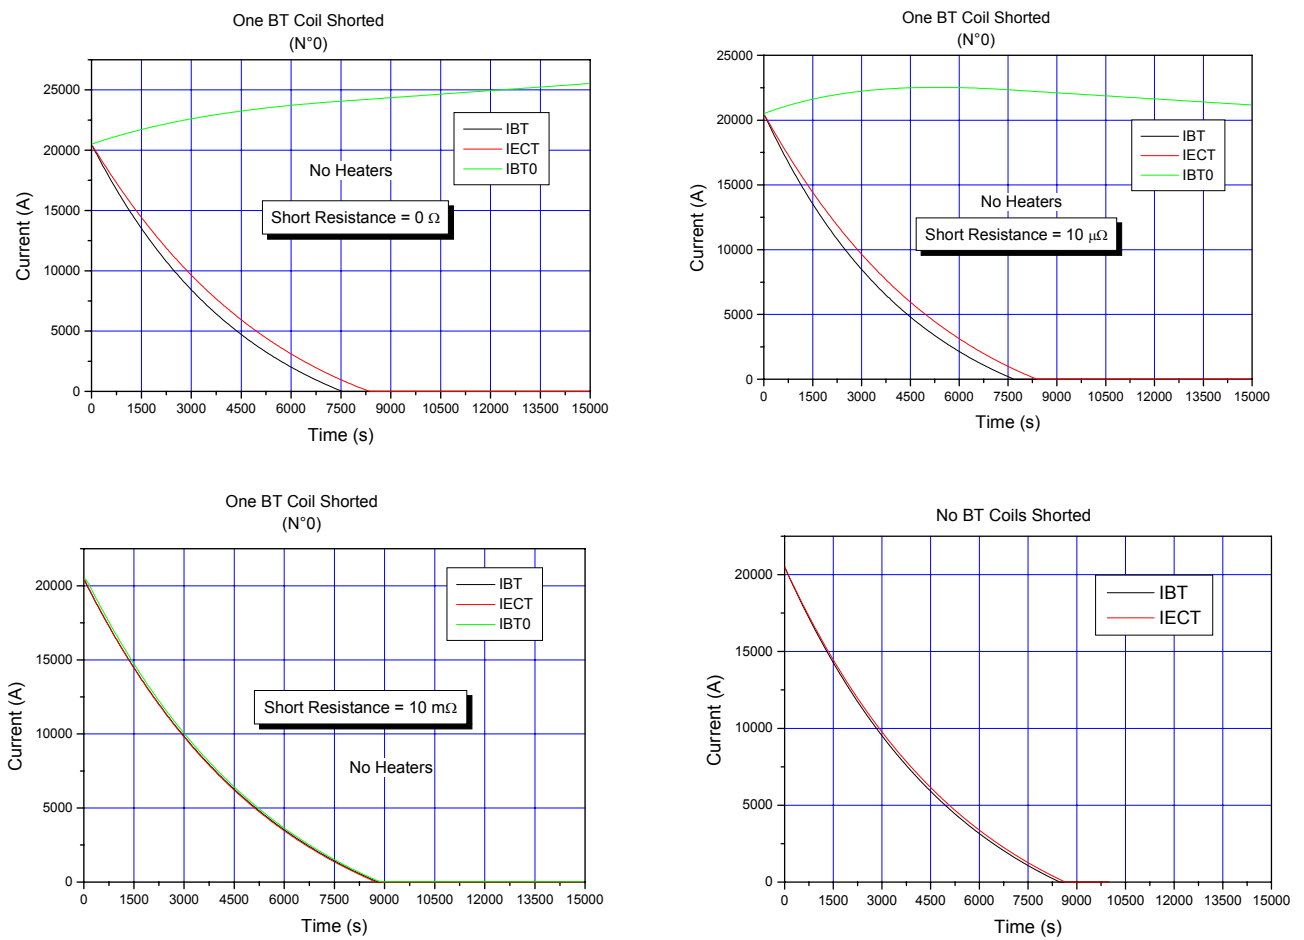 One BT Coil Shorted
(N°0)
25000
20000
15000
10000
5000
0
Current (A)
IBT
IECT
IBT0
No Heaters
Short Resistance = 0 Ω
0 1500 3000 4500 6000 7500 9000 10500 12000 13500 15000
Time (s)
One BT Coil Shorted
(N°0)
25000
20000
15000
10000
5000
0
Current (A)
IBT
IECT
IBT0
No Heaters
Short Resistance = 10 μΩ
0 1500 3000 4500 6000 7500 9000 10500 12000 13500 15000
Time (s)
One BT Coil Shorted
(N°0)
20000
15000
10000
5000
0
Current (A)
IBT
IECT
IBT0
Short Resistance = 10 mΩ
No Heaters
0 1500 3000 4500 6000 7500 9000 10500 12000 13500 15000
Time (s)
No BT Coils Shorted
20000
15000
10000
5000
0
Current (A)
IBT
IECT
0 1500 3000 4500 6000 7500 9000 10500 12000 13500 15000
Time (s)